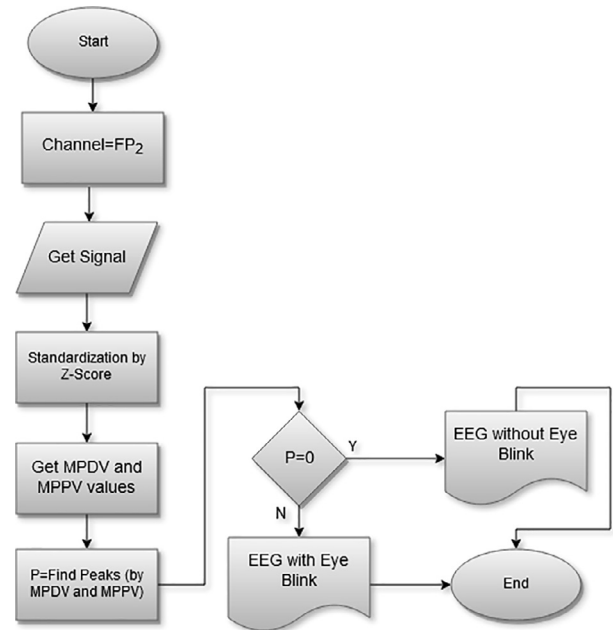 Start
Channel=FP₂
Get Signal
Standardization by
Z-Score
Get MPDV and
MPPV values
P=Find Peaks (by
MPDV and MPPV)
P=0
Y
N
EEG without Eye
Blink
EEG with Eye
Blink
End